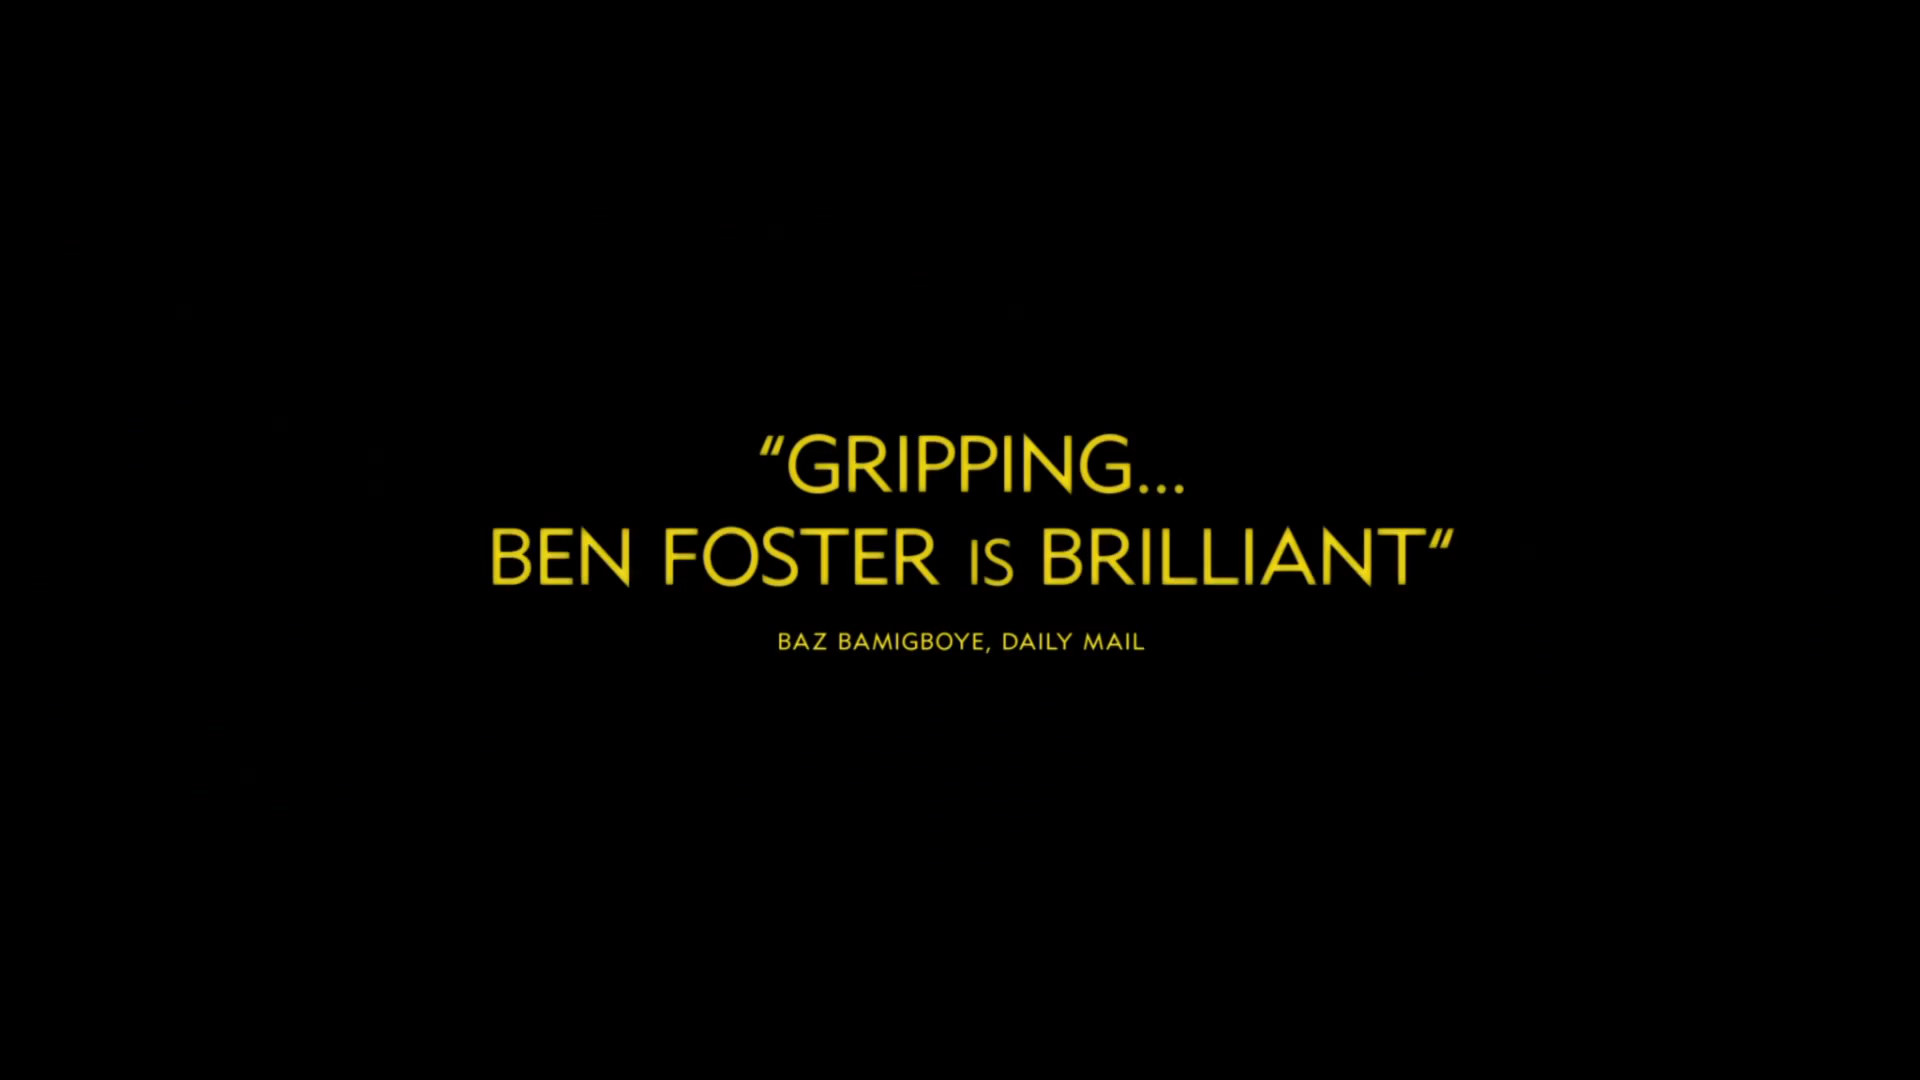 “GRIPPING...
BEN FOSTER IS BRILLIANT“
BAZ BAMIGBOYE, DAILY MAIL